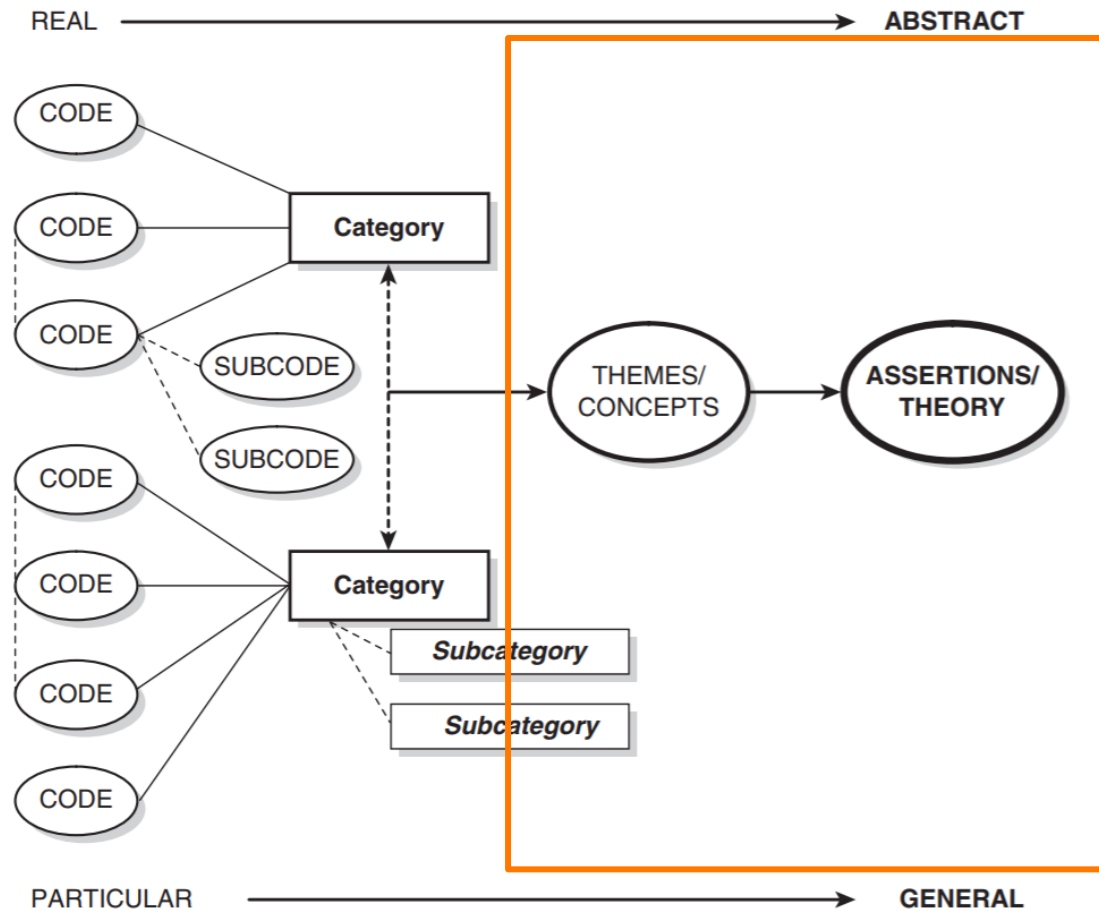 REAL
ABSTRACT
CODE
CODE
Category
CODE
SUBCODE
THEMES/
CONCEPTS
ASSERTIONS/
THEORY
SUBCODE
CODE
CODE
Category
Subcategory
CODE
Subcategory
CODE
PARTICULAR
GENERAL